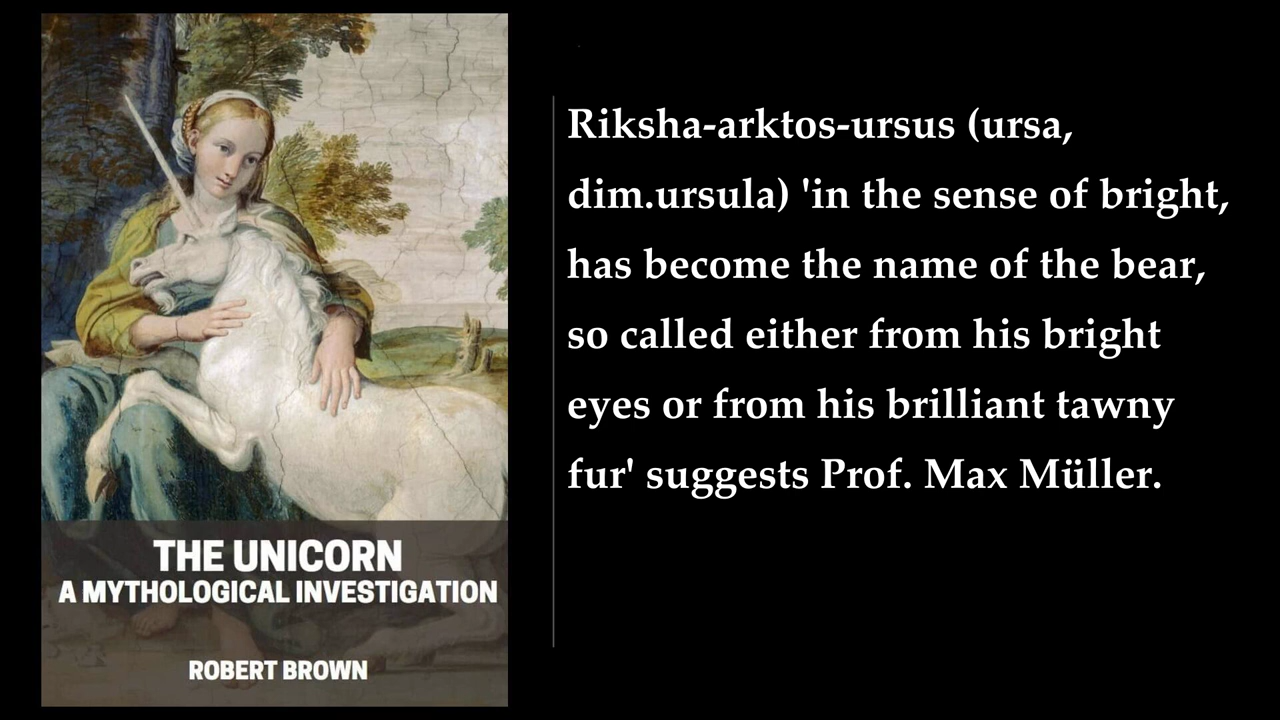 THE UNICORN
A MYTHOLOGICAL INVESTIGATION
ROBERT BROWN
Riksha-arktos-ursus (ursa,
dim.ursula) 'in the sense of bright,
has become the name of the bear,
so called either from his bright
eyes or from his brilliant tawny
fur' suggests Prof. Max Müller.